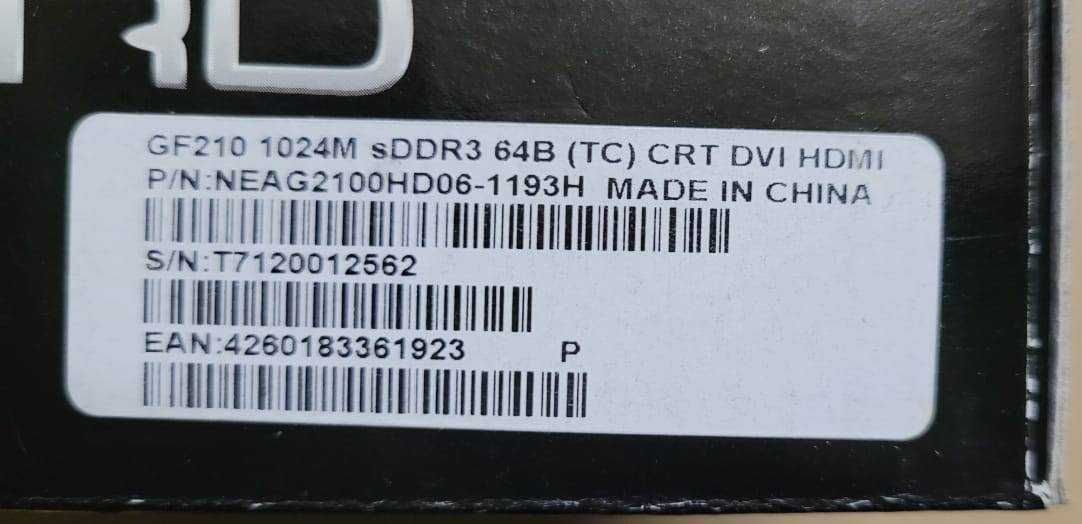 GF210 1024M sDDR3 64B (TC) CRT DVI HDMI
P/N:NEAG2100HD06-1193H MADE IN CHINA
S/N:T7120012562
EAN:4260183361923 P